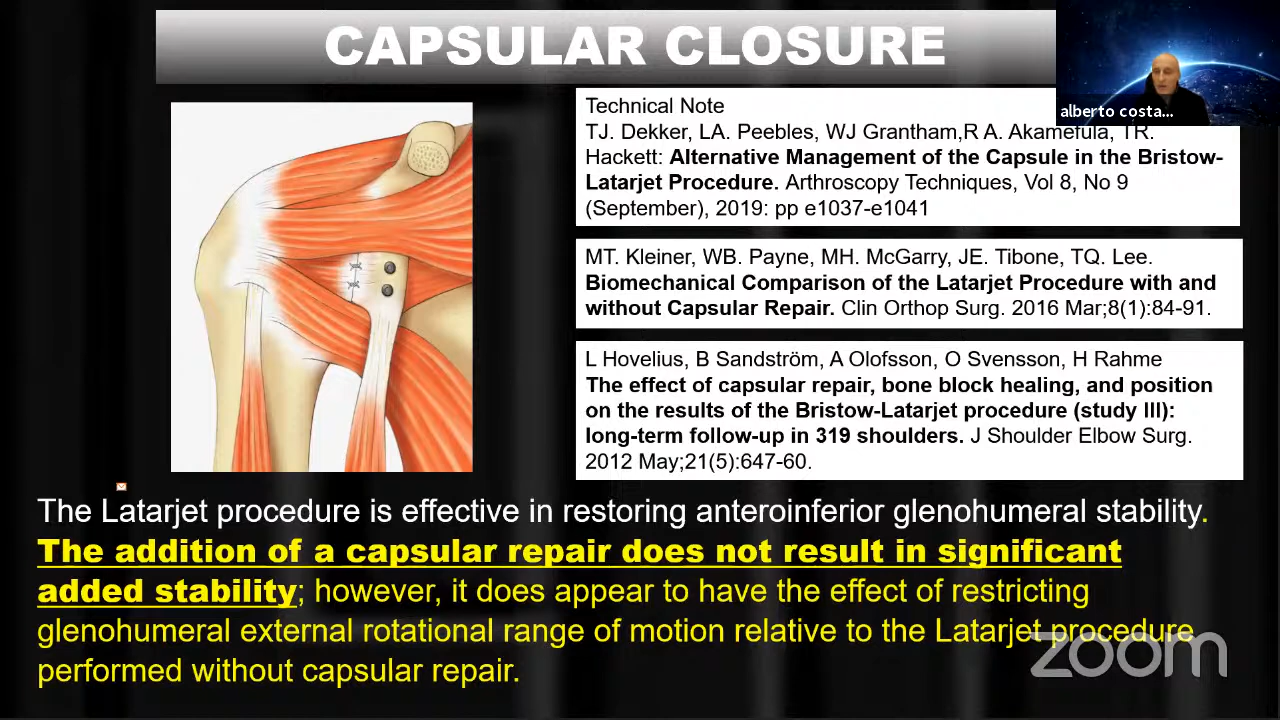 CAPSULAR CLOSURE
alberto costa...
Technical Note
TJ. Dekker, LA. Peebles, WJ Grantham,R A. Akamefula, TR.
Hackett: Alternative Management of the Capsule in the Bristow-
Latarjet Procedure. Arthroscopy Techniques, Vol 8, No 9
(September), 2019: pp e1037-e1041
MT. Kleiner, WB. Payne, MH. McGarry, JE. Tibone, TQ. Lee.
Biomechanical Comparison of the Latarjet Procedure with and
without Capsular Repair. Clin Orthop Surg. 2016 Mar;8(1):84-91.
L Hovelius, B Sandström, A Olofsson, O Svensson, H Rahme
The effect of capsular repair, bone block healing, and position
on the results of the Bristow-Latarjet procedure (study III):
long-term follow-up in 319 shoulders. J Shoulder Elbow Surg.
2012 May;21(5):647-60.
The Latarjet procedure is effective in restoring anteroinferior glenohumeral stability.
The addition of a capsular repair does not result in significant
added stability; however, it does appear to have the effect of restricting
glenohumeral external rotational range of motion relative to the Latarjet procedure
performed without capsular repair.
zoom